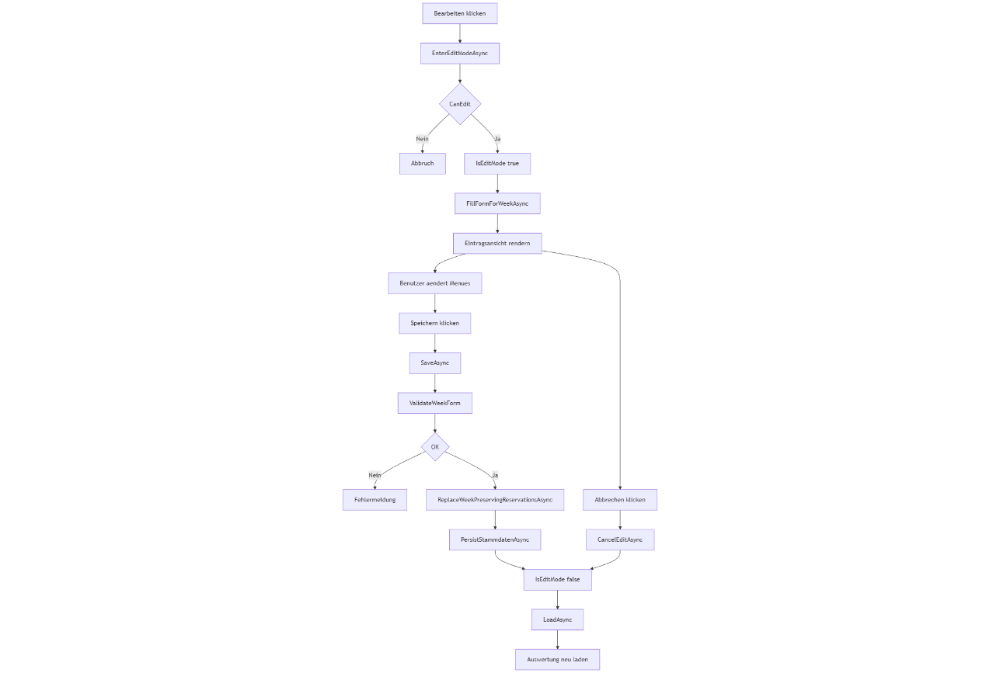 Bearbeiten klicken
EnterEditModeAsync
CanEdit
Nein
Ja
Abbruch
IsEditMode true
FillFormForWeekAsync
Eintragsansicht rendern
Benutzer aendert Menues
Speichern klicken
SaveAsync
ValidateWeekForm
OK
Nein
Ja
Fehlermeldung
ReplaceWeekPreservingReservationsAsync
Abbrechen klicken
PersistStammdatenAsync
CancelEditAsync
IsEditMode false
LoadAsync
Auswertung neu laden